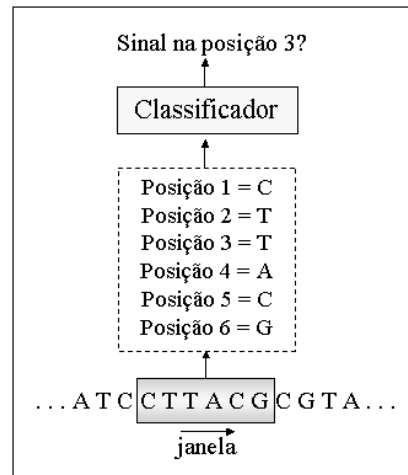 Sinal na posição 3?
Classificador
Posição 1 = C
Posição 2 = T
Posição 3 = T
Posição 4 = A
Posição 5 = C
Posição 6 = G
. . . A T C C T T A C G C G T A . . .
janela